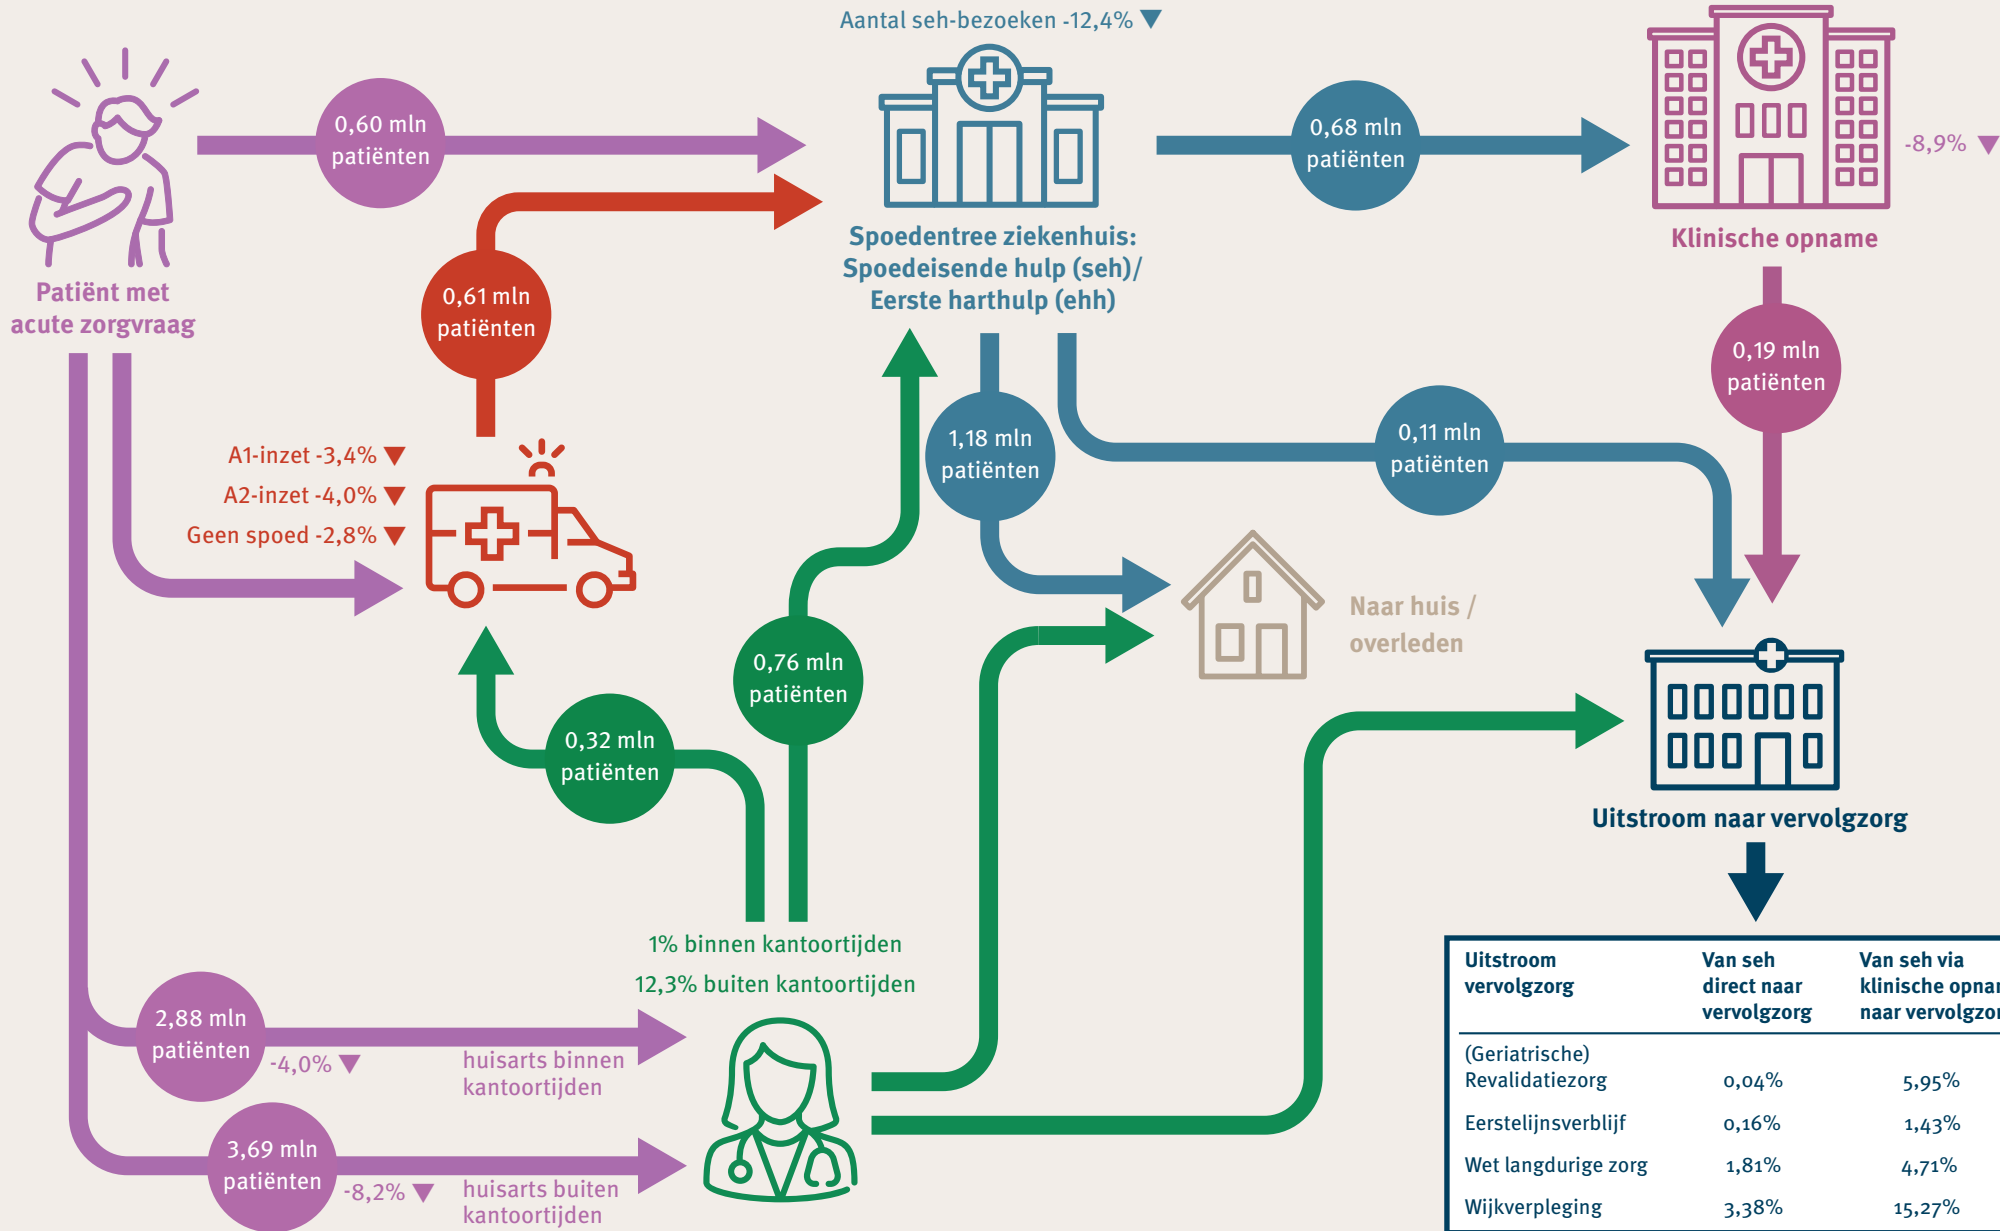 Aantal seh-bezoeken -12,4%
0,60 mln
patiënten
0,68 mln
patiënten
-8,9%
Spoedentree ziekenhuis:
Spoedeisende hulp (seh)/
Eerste harthulp (ehh)
Klinische opname
Patiënt met
acute zorgvraag
0,61 mln
patiënten
0,19 mln
patiënten
1,18 mln
patiënten
0,11 mln
patiënten
A1-inzet -3,4%
A2-inzet -4,0%
Geen spoed -2,8%
Naar huis /
overleden
0,76 mln
patiënten
0,32 mln
patiënten
Uitstroom naar vervolgzorg
1% binnen kantoortijden
12,3% buiten kantoortijden
2,88 mln
patiënten
-4,0%
huisarts binnen
kantoortijden
3,69 mln
patiënten
-8,2%
huisarts buiten
kantoortijden
Uitstroom
vervolgzorg
Van seh
direct naar
vervolgzorg
Van seh via
klinische opnam
naar vervolgzor
(Geriatrische)
Revalidatiezorg 0,04% 5,95%
Eerstelijnsverblijf 0,16% 1,43%
Wet langdurige zorg 1,81% 4,71%
Wijkverpleging 3,38% 15,27%